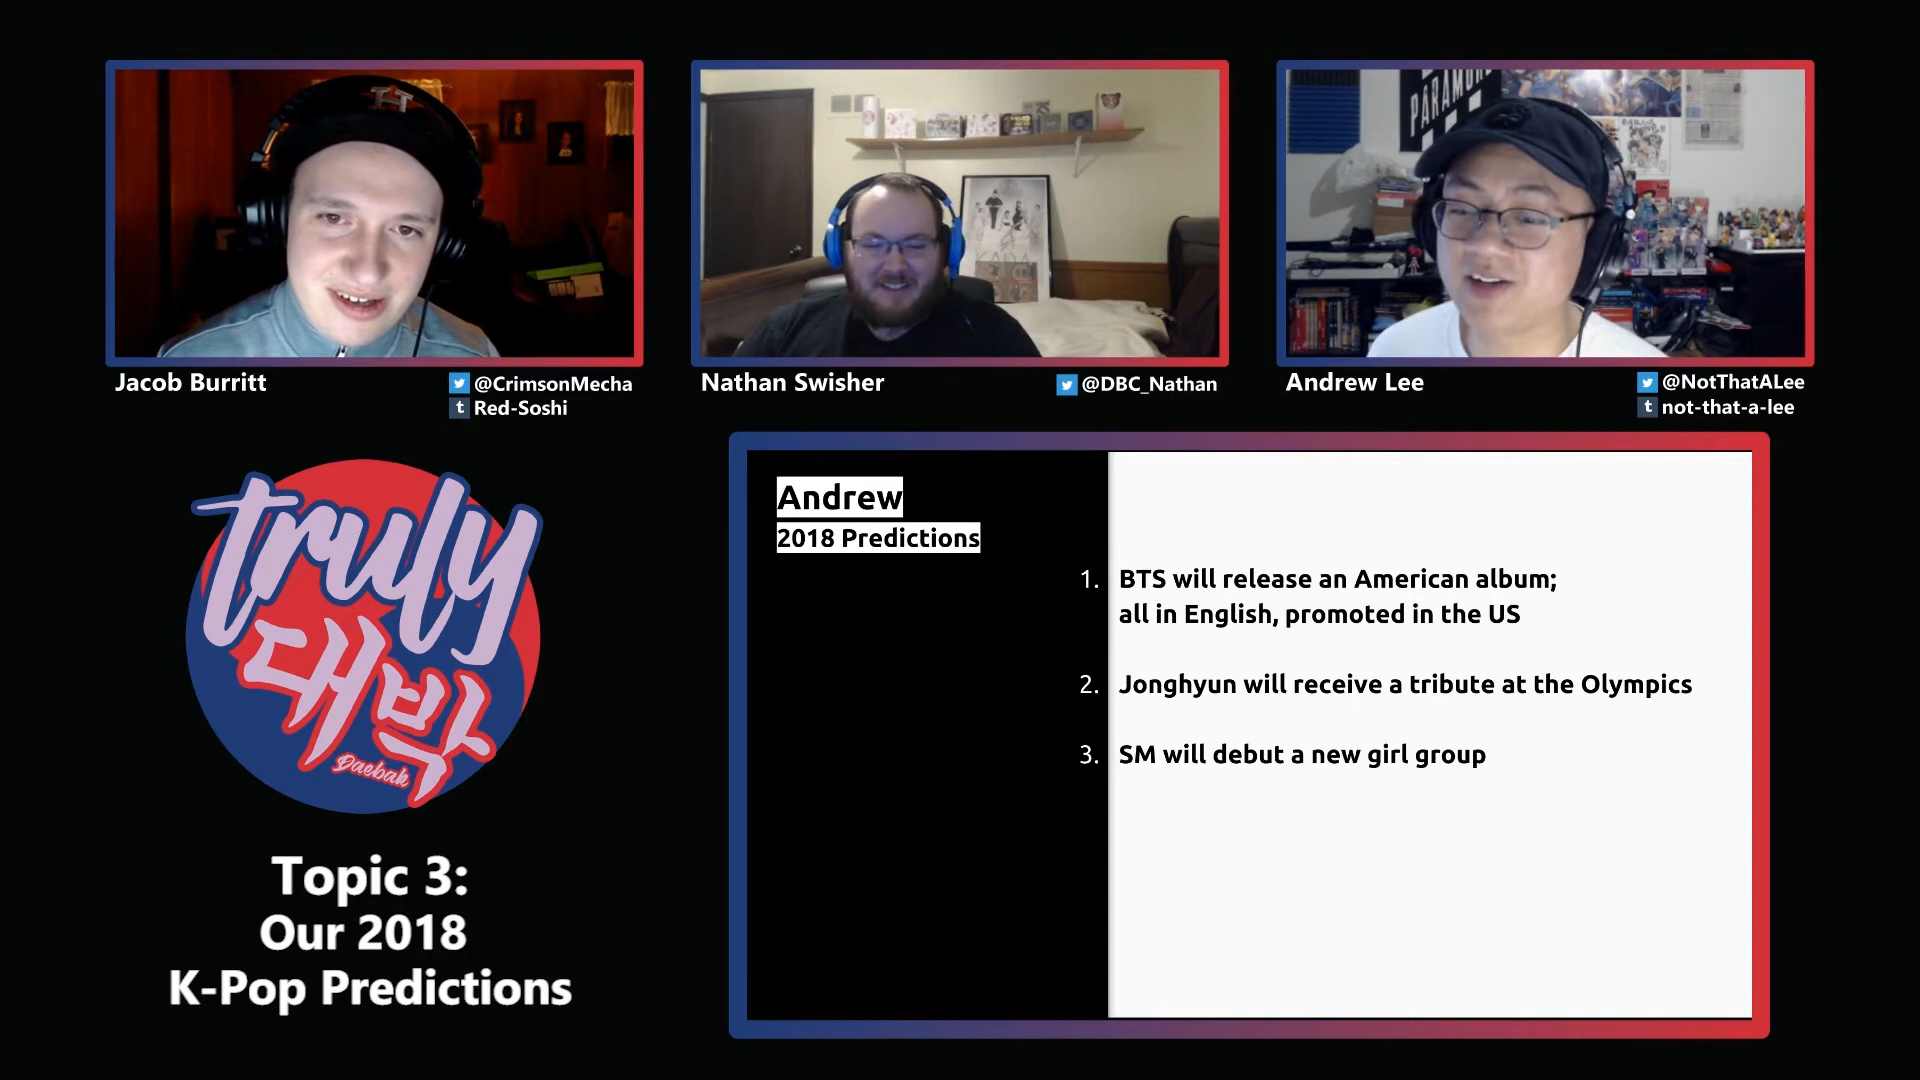 PARAMORE
KARD
Jacob Burritt
@CrimsonMecha
Red-Soshi
Nathan Swisher
@DBC_Nathan
Andrew Lee
@NotThatALee
not-that-a-lee
truly
대박
Daebak
Topic 3:
Our 2018
K-Pop Predictions
Andrew
2018 Predictions
1. BTS will release an American album;
all in English, promoted in the US
2. Jonghyun will receive a tribute at the Olympics
3. SM will debut a new girl group